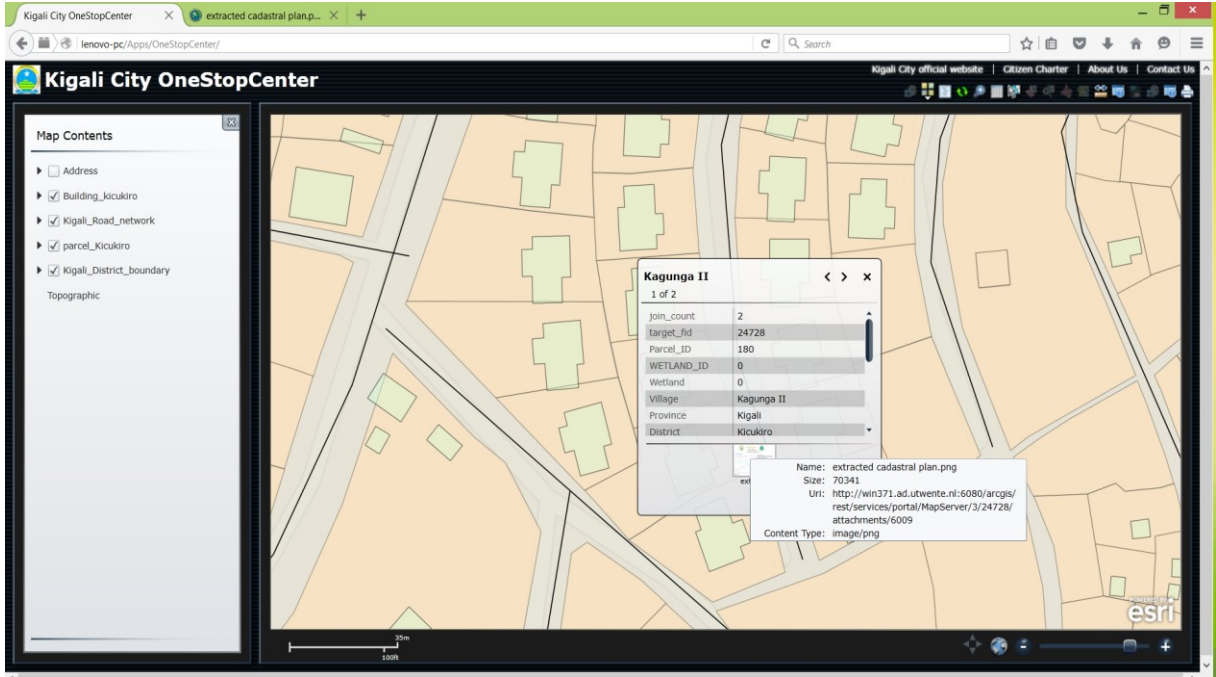 Kigali City OneStopCenter
extracted cadastral plan.p...
lenovo-pc/Apps/OneStopCenter/
Search
Kigali City OneStopCenter
Kigali City official website | Citizen Charter | About Us | Contact Us
Map Contents
Address
Building_kicukiro
Kigali_Road_network
parcel_Kicukiro
Kigali_District_boundary
Topographic
Kagunga II
1 of 2
join_count 2
target_fid 24728
Parcel_ID 180
WETLAND_ID 0
Wetland 0
Village Kagunga II
Province Kigali
District Kicukiro
Name: extracted cadastral plan.png
Size: 70341
Uri: http://win371.ad.utwente.nl:6080/arcgis/
rest/services/portal/MapServer/3/24728/
attachments/6009
Content Type: image/png
POWERED BY
esri
35m
100ft